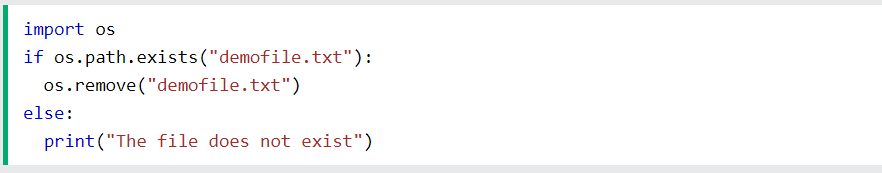 import os
if os.path.exists("demofile.txt"):
  os.remove("demofile.txt")
else:
  print("The file does not exist")